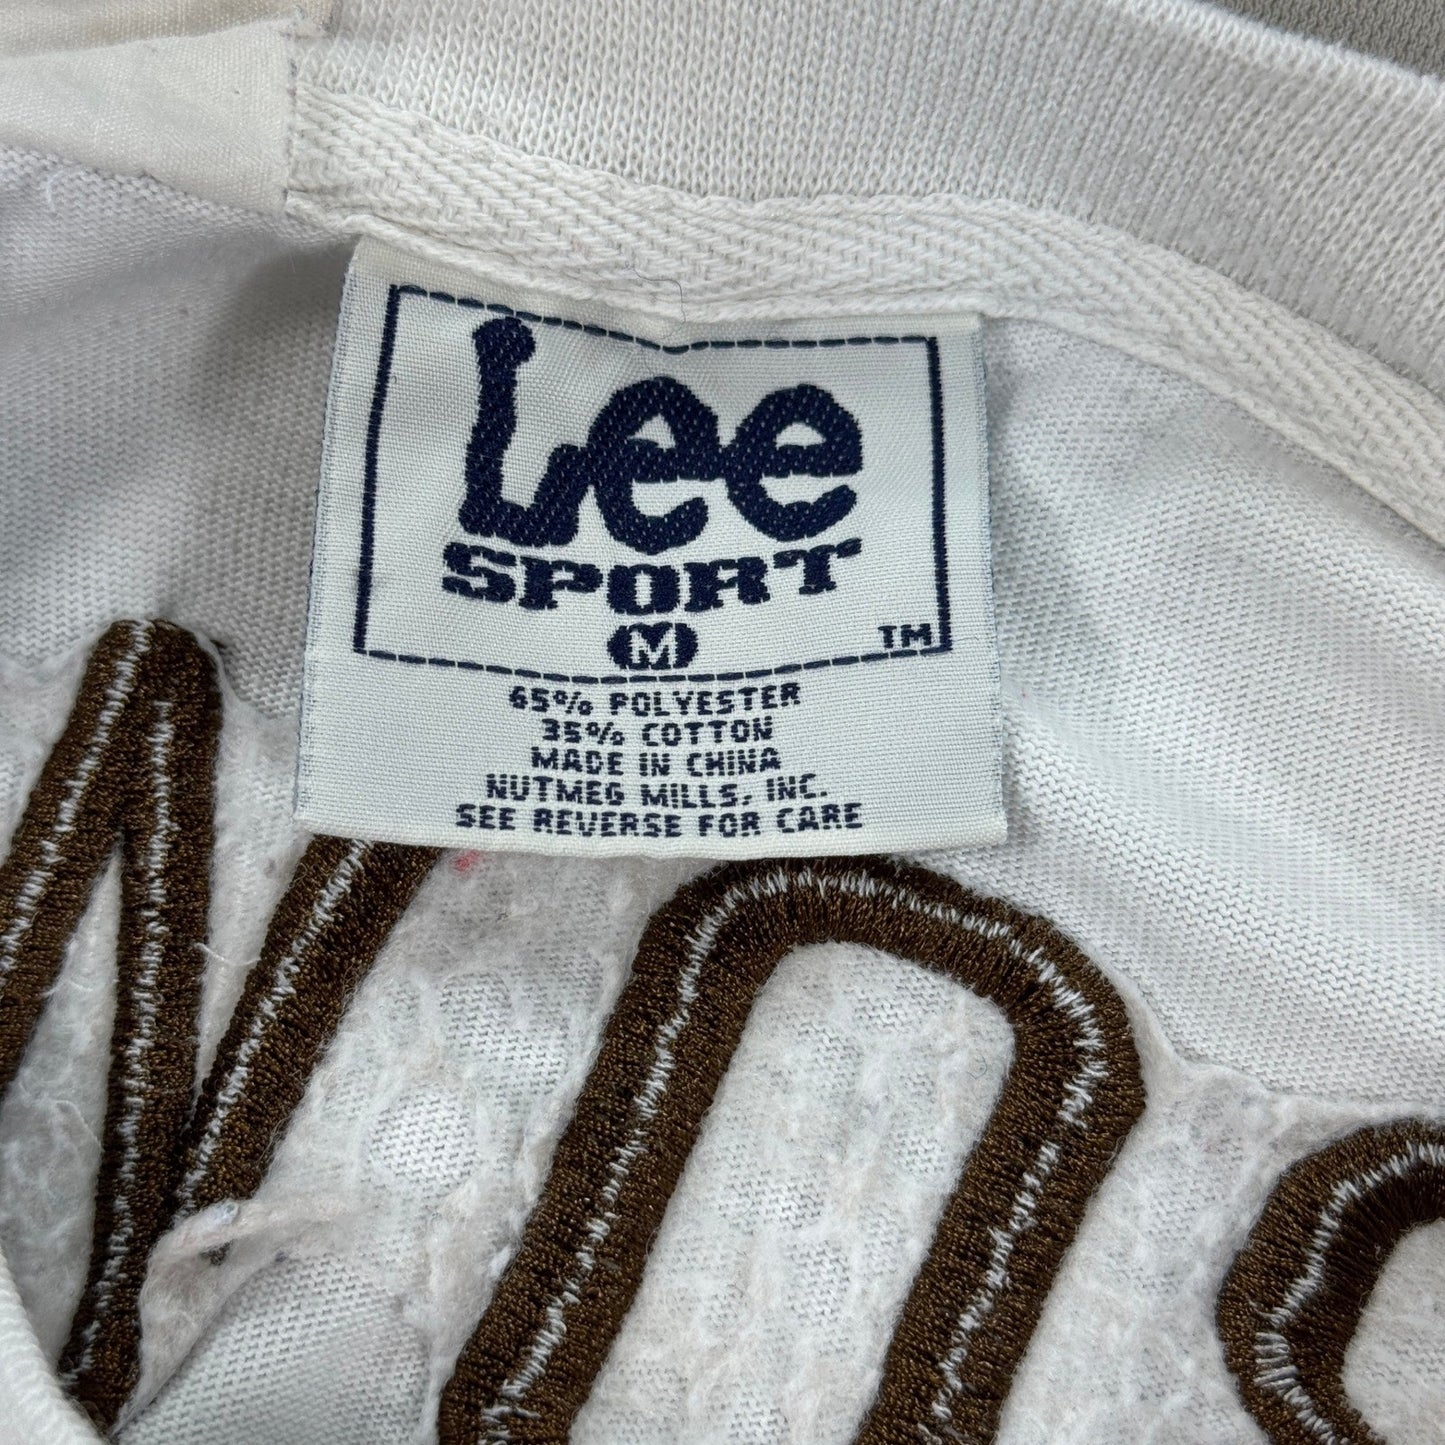 Lee
SPORT
M
TM
65% POLYESTER
35% COTTON
MADE IN CHINA
NUTMEG MILLS, INC.
SEE REVERSE FOR CARE